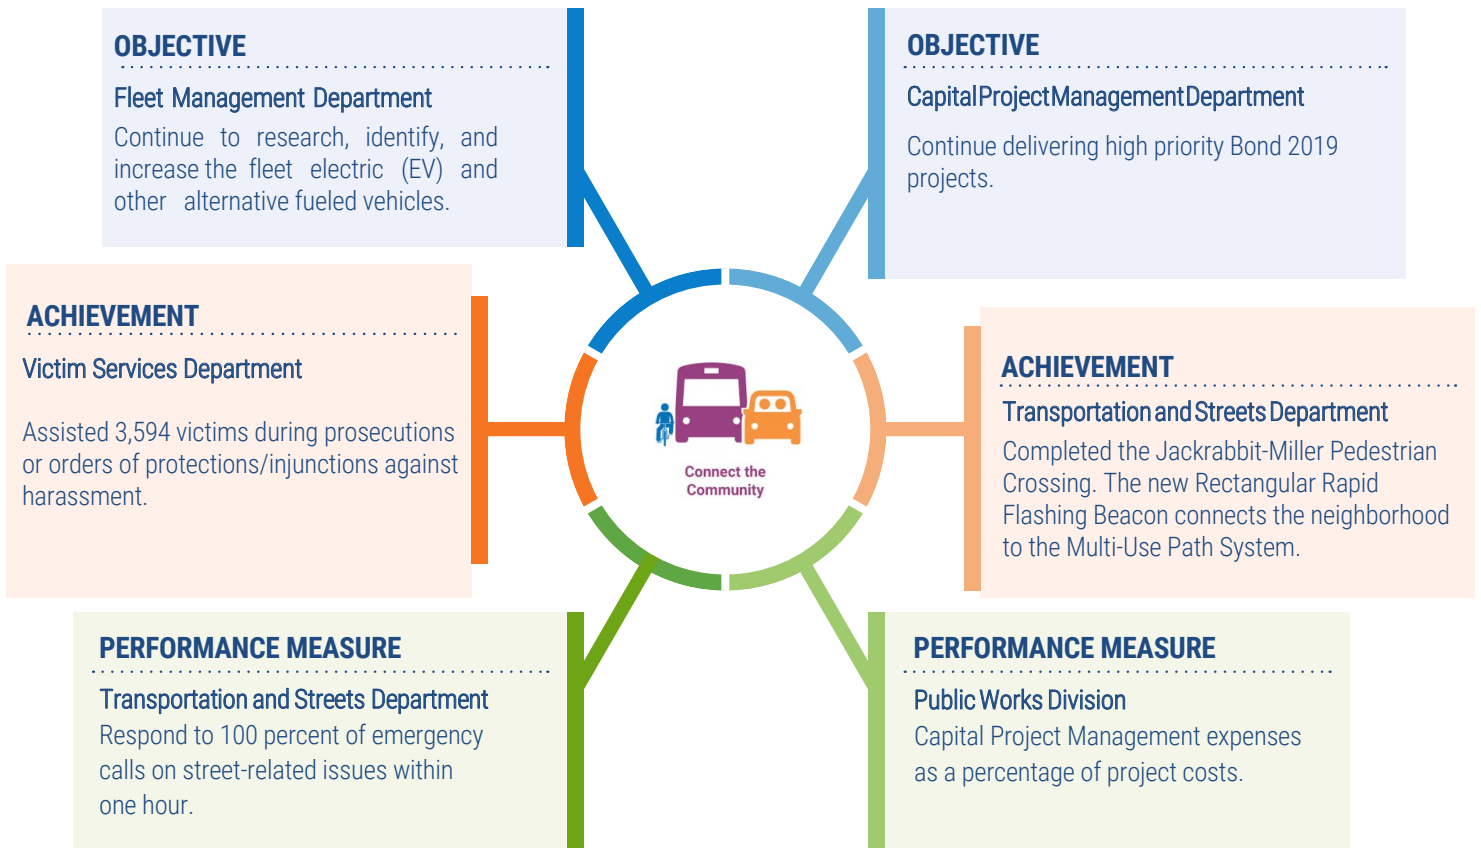 OBJECTIVE
Fleet Management Department
Continue to research, identify, and
increase the fleet electric (EV) and
other alternative fueled vehicles.
OBJECTIVE
Capital Project Management Department
Continue delivering high priority Bond 2019
projects.
ACHIEVEMENT
Victim Services Department
Assisted 3,594 victims during prosecutions
or orders of protections/injunctions against
harassment.
Connect the
Community
ACHIEVEMENT
Transportation and Streets Department
Completed the Jackrabbit-Miller Pedestrian
Crossing. The new Rectangular Rapid
Flashing Beacon connects the neighborhood
to the Multi-Use Path System.
PERFORMANCE MEASURE
Transportation and Streets Department
Respond to 100 percent of emergency
calls on street-related issues within
one hour.
PERFORMANCE MEASURE
Public Works Division
Capital Project Management expenses
as a percentage of project costs.